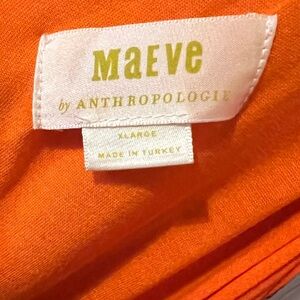 MaEve
by ANTHROPOLOGIE
XLARGE
MADE IN TURKEY